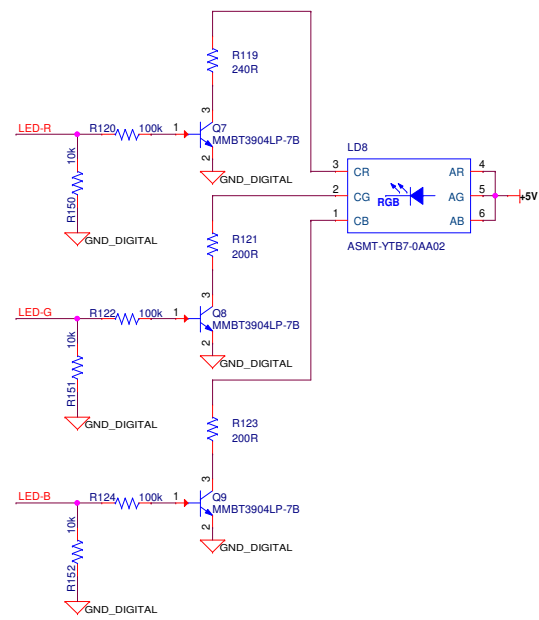 R119
240R
3
LED-R
R120
100k
1
Q7
MMBT3904LP-7B
10k
2
R150
GND_DIGITAL
GND_DIGITAL
LD8
3
CR
AR
4
2
CG
RGB
AG
5
+5V
1
CB
AB
6
ASMT-YTB7-0AA02
R121
200R
3
LED-G
R122
100k
1
Q8
MMBT3904LP-7B
10k
2
R151
GND_DIGITAL
GND_DIGITAL
R123
200R
3
LED-B
R124
100k
1
Q9
MMBT3904LP-7B
10k
2
R152
GND_DIGITAL
GND_DIGITAL